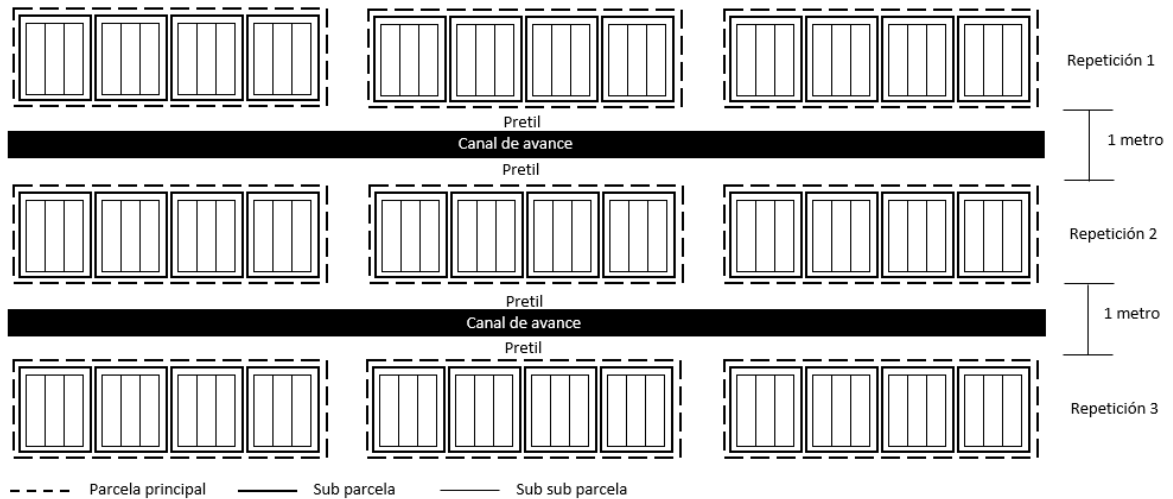 Repetición 1
Pretil
Canal de avance
1 metro
Pretil
Repetición 2
Pretil
Canal de avance
1 metro
Pretil
Repetición 3
Parcela principal
Sub parcela
Sub sub parcela